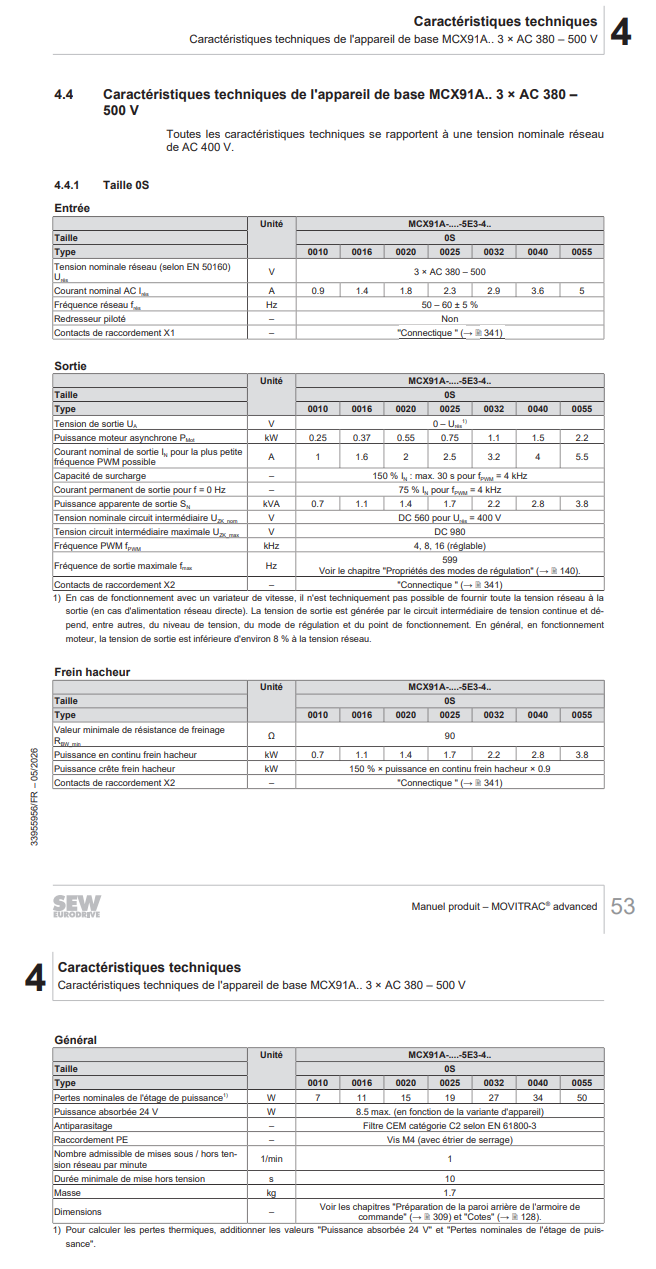 Caractéristiques techniques
Caractéristiques techniques de l'appareil de base MCX91A.. 3 × AC 380 – 500 V
4
4.4 Caractéristiques techniques de l'appareil de base MCX91A.. 3 × AC 380 –
500 V
Toutes les caractéristiques techniques se rapportent à une tension nominale réseau
de AC 400 V.
4.4.1 Taille 0S
Entrée
Unité MCX91A-....-5E3-4..
Taille 0S
Type 0010 0016 0020 0025 0032 0040 0055
Tension nominale réseau (selon EN 50160)
Urés V 3 × AC 380 – 500
Courant nominal AC Irés A 0.9 1.4 1.8 2.3 2.9 3.6 5
Fréquence réseau frés Hz 50 – 60 ± 5 %
Redresseur piloté – Non
Contacts de raccordement X1 – "Connectique " (→ 341)
Sortie
Unité MCX91A-....-5E3-4..
Taille 0S
Type 0010 0016 0020 0025 0032 0040 0055
Tension de sortie UA V 0 – Urés1)
Puissance moteur asynchrone PMot kW 0.25 0.37 0.55 0.75 1.1 1.5 2.2
Courant nominal de sortie IN pour la plus petite
fréquence PWM possible A 1 1.6 2 2.5 3.2 4 5.5
Capacité de surcharge – 150 % IN : max. 30 s pour fPWM = 4 kHz
Courant permanent de sortie pour f = 0 Hz – 75 % IN pour fPWM = 4 kHz
Puissance apparente de sortie SN kVA 0.7 1.1 1.4 1.7 2.2 2.8 3.8
Tension nominale circuit intermédiaire UZK_nom V DC 560 pour Urés = 400 V
Tension circuit intermédiaire maximale UZK_max V DC 980
Fréquence PWM fPWM kHz 4, 8, 16 (réglable)
Fréquence de sortie maximale fmax Hz 599
Voir le chapitre "Propriétés des modes de régulation" (→ 140).
Contacts de raccordement X2 – "Connectique " (→ 341)
1) En cas de fonctionnement avec un variateur de vitesse, il n'est techniquement pas possible de fournir toute la tension réseau à la
sortie (en cas d'alimentation réseau directe). La tension de sortie est générée par le circuit intermédiaire de tension continue et dé-
pend, entre autres, du niveau de tension, du mode de régulation et du point de fonctionnement. En général, en fonctionnement
moteur, la tension de sortie est inférieure d'environ 8 % à la tension réseau.
Frein hacheur
Unité MCX91A-....-5E3-4..
Taille 0S
Type 0010 0016 0020 0025 0032 0040 0055
Valeur minimale de résistance de freinage
RBW_min Ω 90
Puissance en continu frein hacheur kW 0.7 1.1 1.4 1.7 2.2 2.8 3.8
Puissance crête frein hacheur kW 150 % × puissance en continu frein hacheur × 0.9
Contacts de raccordement X2 – "Connectique " (→ 341)
33955956/FR – 05/2026
SEW
EURODRIVE
Manuel produit – MOVITRAC® advanced 53
4
Caractéristiques techniques
Caractéristiques techniques de l'appareil de base MCX91A.. 3 × AC 380 – 500 V
Général
Unité MCX91A-....-5E3-4..
Taille 0S
Type 0010 0016 0020 0025 0032 0040 0055
Pertes nominales de l'étage de puissance1) W 7 11 15 19 27 34 50
Puissance absorbée 24 V W 8.5 max. (en fonction de la variante d'appareil)
Antiparasitage – Filtre CEM catégorie C2 selon EN 61800-3
Raccordement PE – Vis M4 (avec étrier de serrage)
Nombre admissible de mises sous / hors ten-
sion réseau par minute 1/min 1
Durée minimale de mise hors tension s 10
Masse kg 1.7
Dimensions – Voir les chapitres "Préparation de la paroi arrière de l'armoire de
commande" (→ 309) et "Cotes" (→ 128).
1) Pour calculer les pertes thermiques, additionner les valeurs "Puissance absorbée 24 V" et "Pertes nominales de l'étage de puis-
sance".